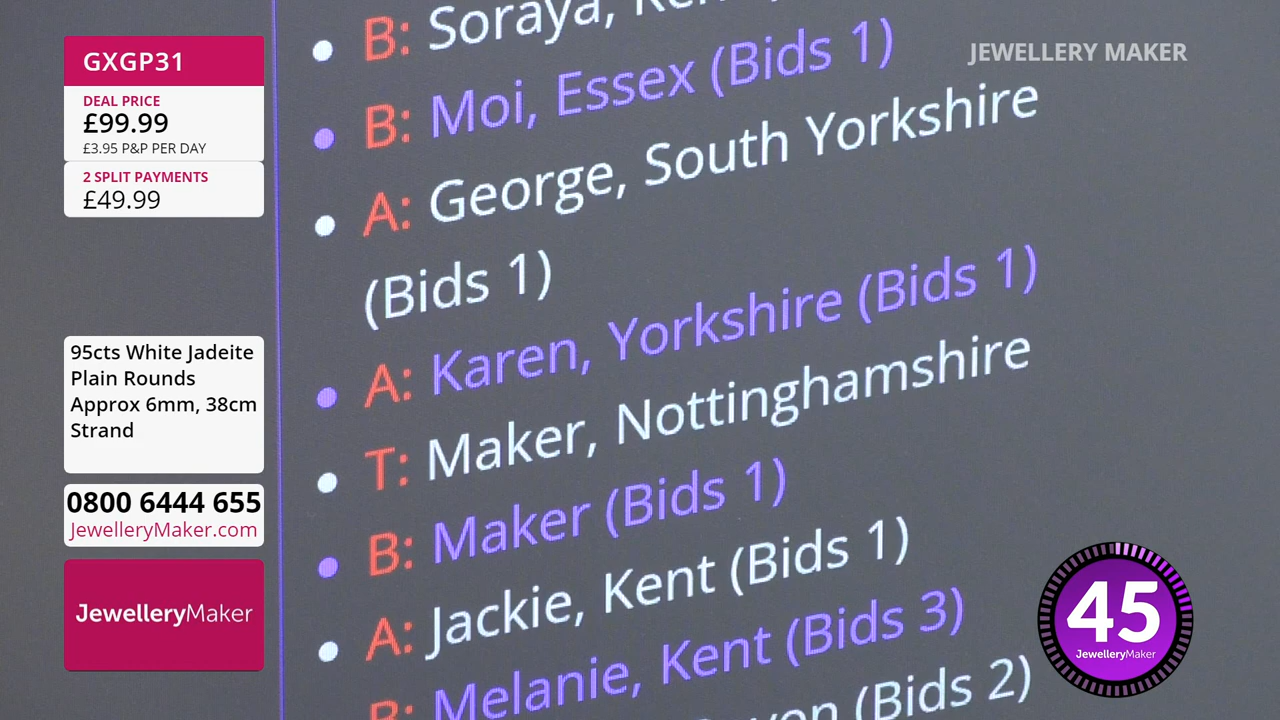 GXGP31
DEAL PRICE
£99.99
£3.95 P&P PER DAY
2 SPLIT PAYMENTS
£49.99
95cts White Jadeite
Plain Rounds
Approx 6mm, 38cm
Strand
0800 6444 655
JewelleryMaker.com
JewelleryMaker
JEWELLERY MAKER
B: Soraya,
B: Moi, Essex (Bids 1)
A: George, South Yorkshire
(Bids 1)
A: Karen, Yorkshire (Bids 1)
T: Maker, Nottinghamshire
B: Maker (Bids 1)
A: Jackie, Kent (Bids 1)
B: Melanie, Kent (Bids 3)
(Bids 2)
45
JewelleryMaker